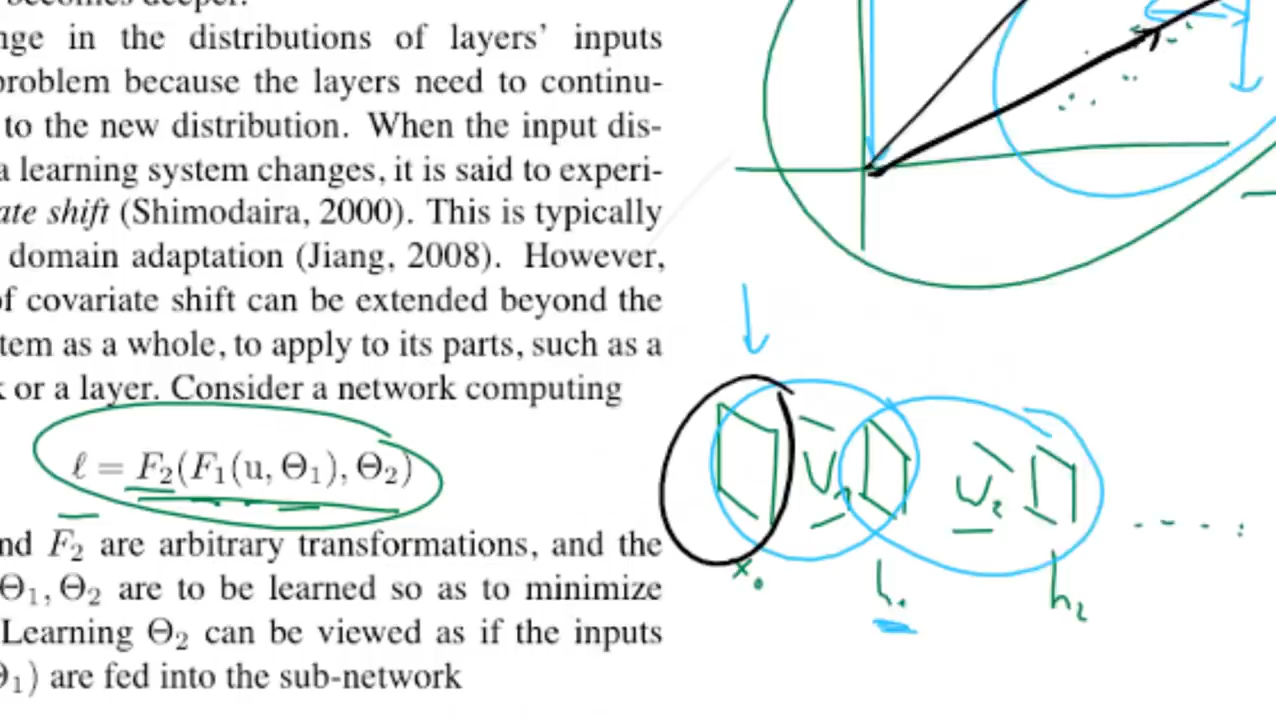 becomes deeper.
nge in the distributions of layers’ inputs
problem because the layers need to continu-
to the new distribution. When the input dis-
a learning system changes, it is said to experi-
ate shift (Shimodaira, 2000). This is typically
domain adaptation (Jiang, 2008). However,
of covariate shift can be extended beyond the
tem as a whole, to apply to its parts, such as a
k or a layer. Consider a network computing
ℓ = F₂(F₁(u, Θ₁), Θ₂)
nd F₂ are arbitrary transformations, and the
Θ₁, Θ₂ are to be learned so as to minimize
Learning Θ₂ can be viewed as if the inputs
Θ₁) are fed into the sub-network
W₂
h₁
h₂